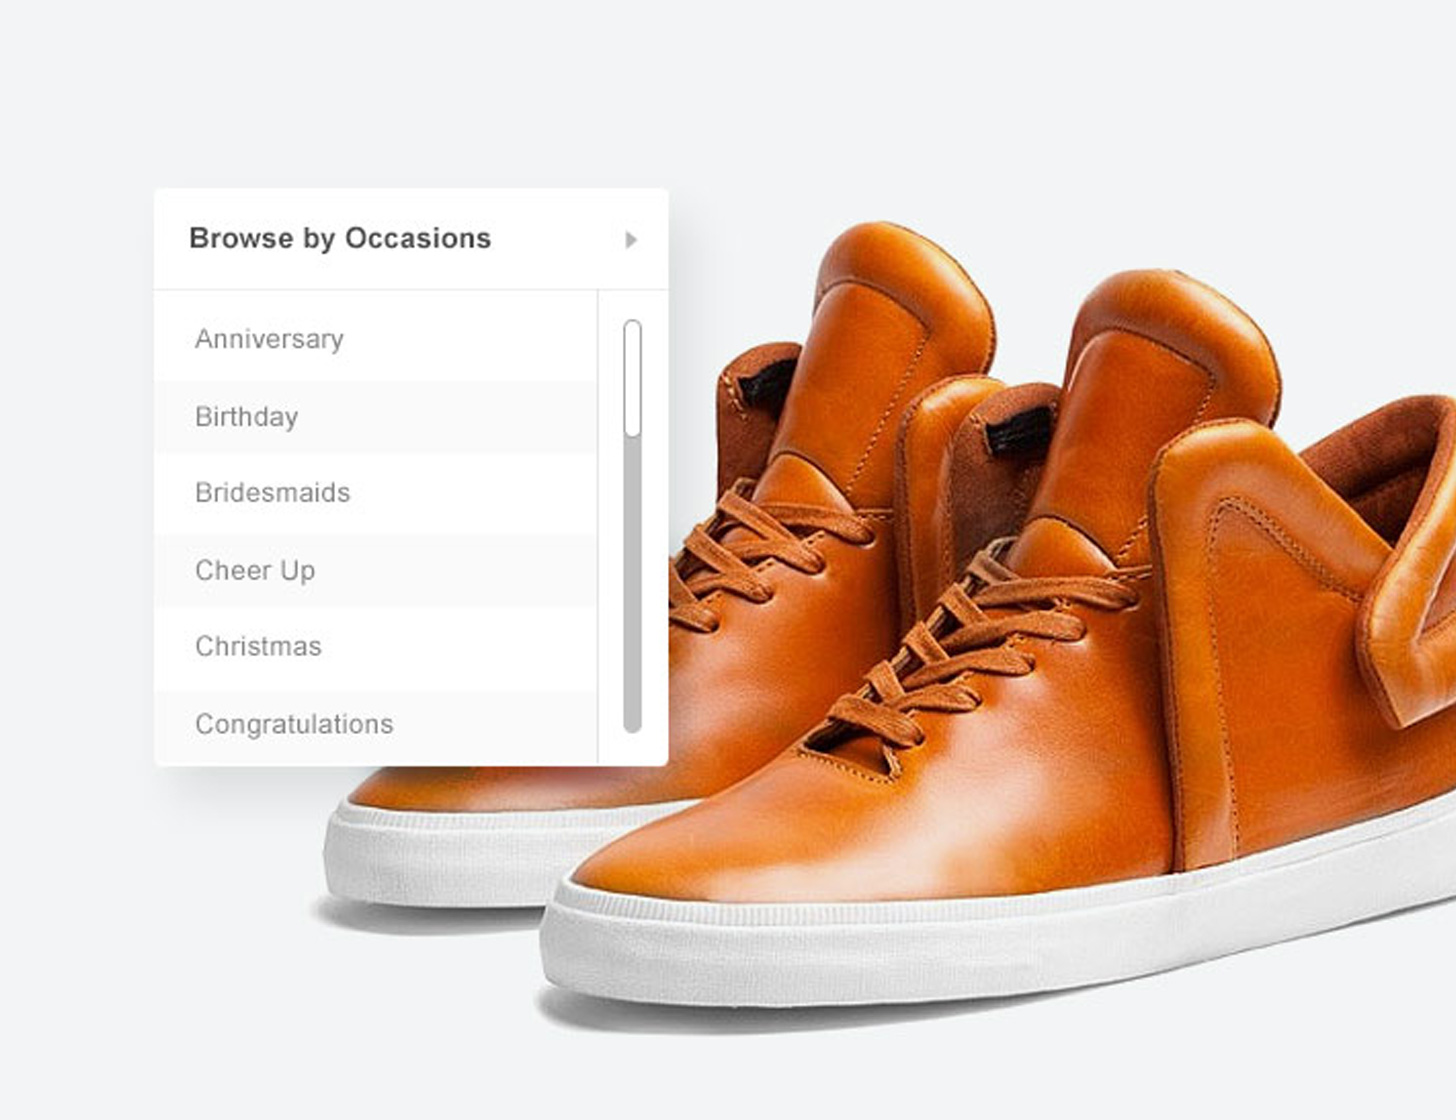 Browse by Occasions
Anniversary
Birthday
Bridesmaids
Cheer Up
Christmas
Congratulations